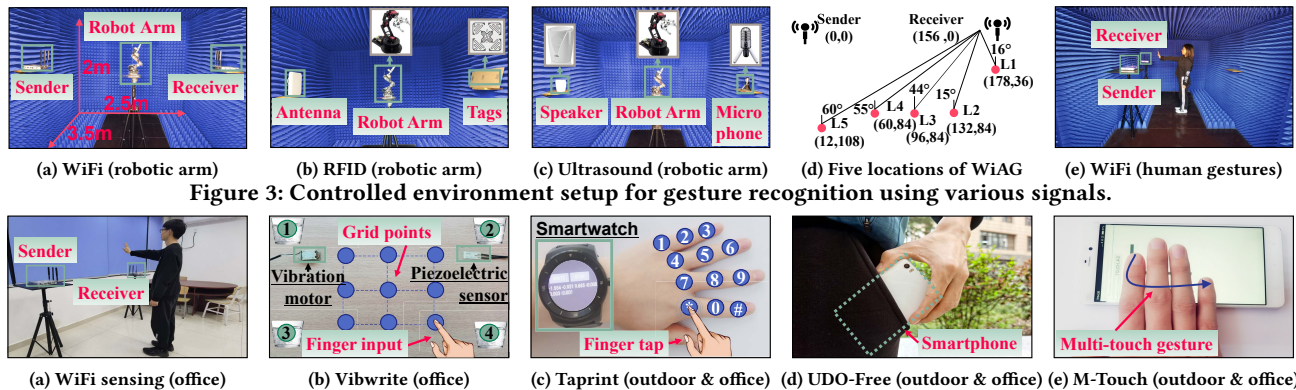 Robot Arm
2m
Sender
Receiver
2.5m
3.5m
(a) WiFi (robotic arm)
Antenna
Robot Arm
Tags
(b) RFID (robotic arm)
Speaker
Robot Arm
Micro
phone
(c) Ultrasound (robotic arm)
Sender
(0,0)
Receiver
(156 ,0)
16°
L1
(178,36)
60°
L5
(12,108)
55°
L4
(60,84)
44°
L3
(96,84)
15°
L2
(132,84)
(d) Five locations of WiAG
Receiver
Sender
(e) WiFi (human gestures)
Figure 3: Controlled environment setup for gesture recognition using various signals.
Sender
Receiver
(a) WiFi sensing (office)
1
2
Grid points
Vibration
motor
Piezoelectric
sensor
3
4
Finger input
(b) Vibwrite (office)
Smartwatch
1 2 3
4 5 6
7 8 9
* 0 #
Finger tap
(c) Taprint (outdoor & office)
Smartphone
(d) UDO-Free (outdoor & office)
Multi-touch gesture
(e) M-Touch (outdoor & office)